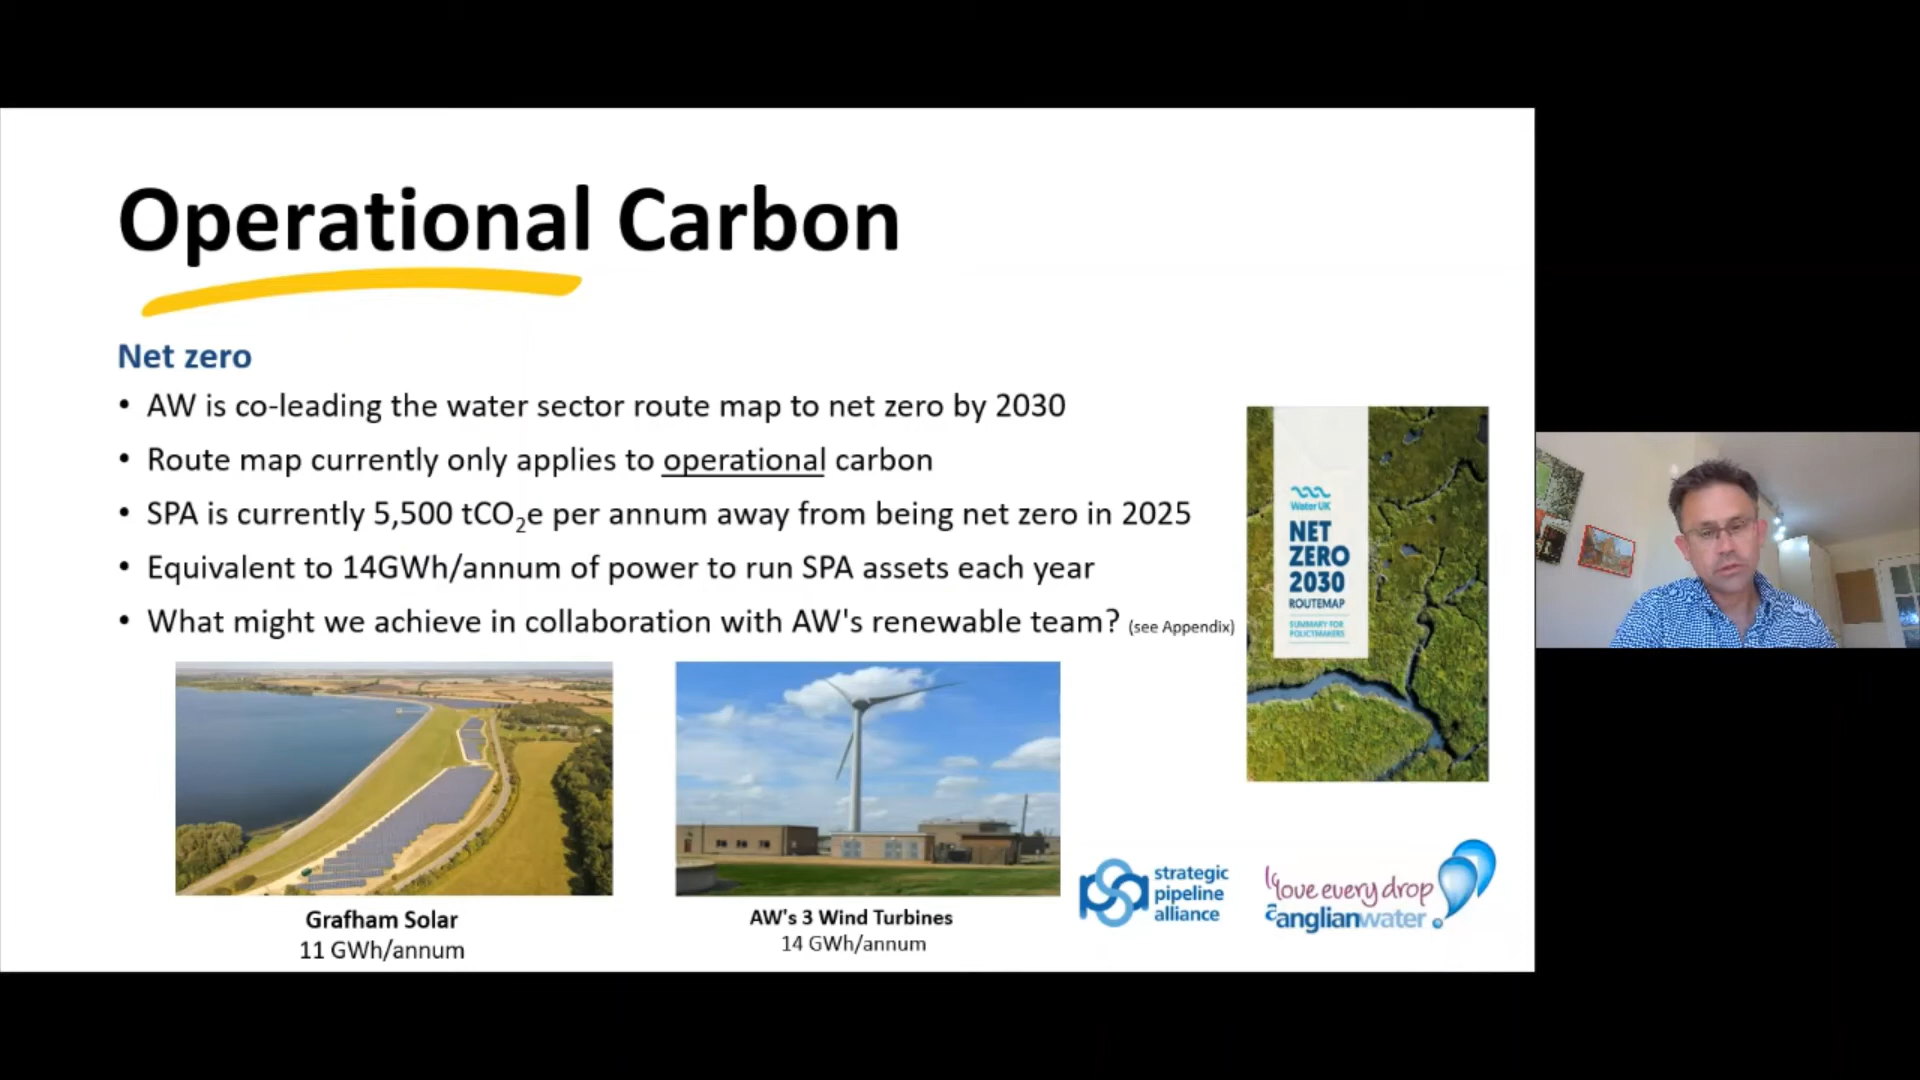 Operational Carbon
Net zero
• AW is co-leading the water sector route map to net zero by 2030
• Route map currently only applies to operational carbon
• SPA is currently 5,500 tCO₂e per annum away from being net zero in 2025
• Equivalent to 14GWh/annum of power to run SPA assets each year
• What might we achieve in collaboration with AW's renewable team? (see Appendix)
Water UK
NET
ZERO
2030
ROUTEMAP
SUMMARY FOR
POLICYMAKERS
Grafham Solar
11 GWh/annum
AW's 3 Wind Turbines
14 GWh/annum
strategic
pipeline
alliance
love every drop
anglianwater